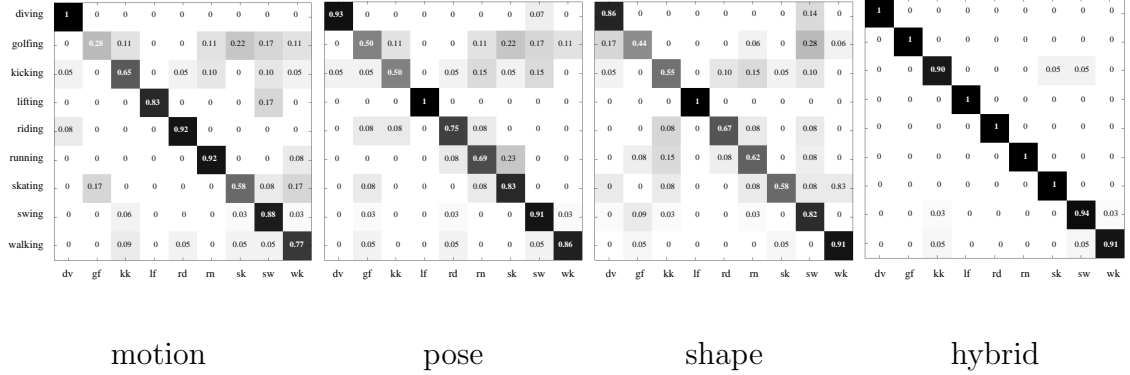 diving 1 0 0 0 0 0 0 0 0 0.93 0 0 0 0 0 0 0.07 0 0.86 0 0 0 0 0 0 0.14 0 1 0 0 0 0 0 0 0 0
golfing 0 0.28 0.11 0 0 0.11 0.22 0.17 0.11 0 0.50 0.11 0 0 0.11 0.22 0.17 0.11 0.17 0.44 0 0 0 0.06 0 0.28 0.06 0 1 0 0 0 0 0 0 0
kicking 0.05 0 0.65 0 0.05 0.10 0 0.10 0.05 0.05 0.05 0.50 0 0.05 0.15 0.05 0.15 0 0.05 0 0.55 0 0.10 0.15 0.05 0.10 0 0 0 0.90 0 0 0 0.05 0.05 0
lifting 0 0 0 0.83 0 0 0 0.17 0 0 0 0 1 0 0 0 0 0 0 0 0 1 0 0 0 0 0 0 0 0 1 0 0 0 0 0
riding 0.08 0 0 0 0.92 0 0 0 0 0 0.08 0.08 0 0.75 0.08 0 0 0 0 0 0.08 0 0.67 0.08 0 0.08 0 0 0 0 0 1 0 0 0 0
running 0 0 0 0 0 0.92 0 0 0.08 0 0 0 0 0.08 0.69 0.23 0 0 0 0.08 0.15 0 0.08 0.62 0 0.08 0 0 0 0 0 0 1 0 0 0
skating 0 0.17 0 0 0 0 0.58 0.08 0.17 0 0.08 0 0 0 0.08 0.83 0 0 0 0.08 0.08 0 0 0.08 0.58 0.08 0.83 0 0 0 0 0 0 1 0 0
swing 0 0 0.06 0 0 0.03 0.03 0.88 0.03 0 0.03 0 0 0.03 0 0 0.91 0.03 0 0.09 0.03 0 0 0.03 0 0.82 0 0 0 0.03 0 0 0 0 0.94 0.03
walking 0 0 0.09 0 0.05 0 0.05 0.05 0.77 0 0.05 0 0 0.05 0 0 0.05 0.86 0 0.05 0.05 0 0 0 0 0 0.91 0 0 0.05 0 0 0 0 0.05 0.91
dv gf kk lf rd rn sk sw wk dv gf kk lf rd rn sk sw wk dv gf kk lf rd rn sk sw wk dv gf kk lf rd rn sk sw wk
motion pose shape hybrid